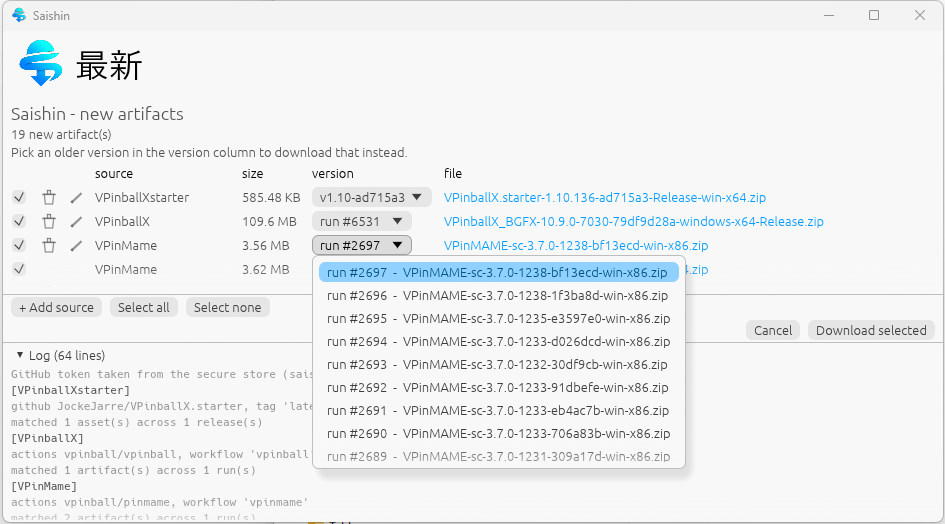 Saishin
最新
Saishin - new artifacts
19 new artifact(s)
Pick an older version in the version column to download that instead.
source size version file
VPinballXstarter 585.48 KB v1.10-ad715a3 VPinballX.starter-1.10.136-ad715a3-Release-win-x64.zip
VPinballX 109.6 MB run #6531 VPinballX_BGFX-10.9.0-7030-79df9d28a-windows-x64-Release.zip
VPinMame 3.56 MB run #2697 VPinMAME-sc-3.7.0-1238-bf13ecd-win-x86.zip
VPinMame 3.62 MB
run #2697 - VPinMAME-sc-3.7.0-1238-bf13ecd-win-x86.zip
run #2696 - VPinMAME-sc-3.7.0-1238-1f3ba8d-win-x86.zip
run #2695 - VPinMAME-sc-3.7.0-1235-e3597e0-win-x86.zip
run #2694 - VPinMAME-sc-3.7.0-1233-d026dcd-win-x86.zip
run #2693 - VPinMAME-sc-3.7.0-1232-30df9cb-win-x86.zip
run #2692 - VPinMAME-sc-3.7.0-1233-91dbefe-win-x86.zip
run #2691 - VPinMAME-sc-3.7.0-1233-eb4ac7b-win-x86.zip
run #2690 - VPinMAME-sc-3.7.0-1233-706a83b-win-x86.zip
run #2689 - VPinMAME-sc-3.7.0-1231-309a17d-win-x86.zip
+ Add source Select all Select none
Cancel Download selected
Log (64 lines)
GitHub token taken from the secure store (sais
[VPinballXstarter]
github JockeJarre/VPinballX.starter, tag 'late
matched 1 asset(s) across 1 release(s)
[VPinballX]
actions vpinball/vpinball, workflow 'vpinball
matched 1 artifact(s) across 1 run(s)
[VPinMame]
actions vpinball/pinmame, workflow 'vpinmame'
matched 2 artifact(s) across 1 run(s)